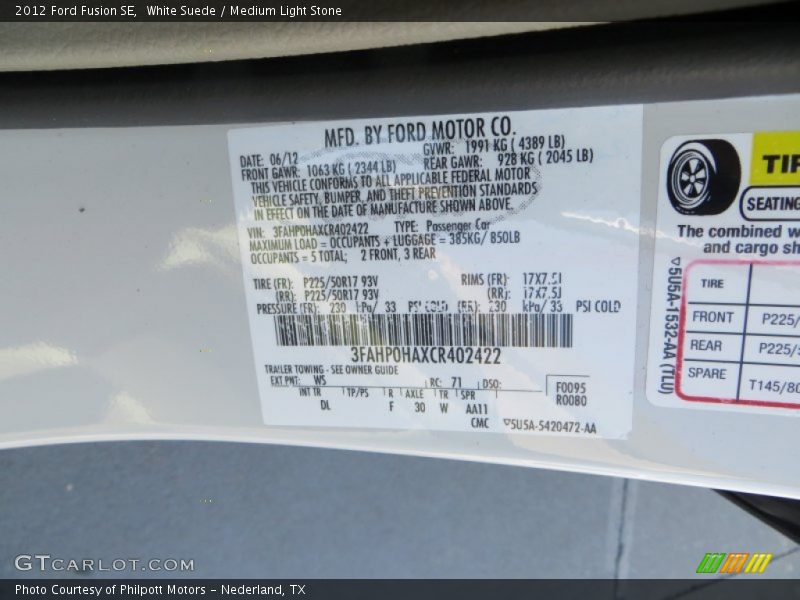 2012 Ford Fusion SE, White Suede / Medium Light Stone
MFD. BY FORD MOTOR CO.
DATE: 06/12 GVWR: 1991 KG ( 4389 LB)
FRONT GAWR: 1063 KG ( 2344 LB) REAR GAWR: 928 KG ( 2045 LB)
THIS VEHICLE CONFORMS TO ALL APPLICABLE FEDERAL MOTOR
VEHICLE SAFETY, BUMPER, AND THEFT PREVENTION STANDARDS
IN EFFECT ON THE DATE OF MANUFACTURE SHOWN ABOVE.
VIN: 3FAHP0HAXCR402422 TYPE: Passenger Car
MAXIMUM LOAD = OCCUPANTS + LUGGAGE = 385KG/ 850LB
OCCUPANTS = 5 TOTAL; 2 FRONT, 3 REAR
TIRE (FR): P225/50R17 93V RIMS (FR): 17X7.5J
(RR): P225/50R17 93V (RR): 17X7.5J
PRESSURE (FR): 230 kPa/ 33 PSI COLD (RR): 230 kPa/ 33 PSI COLD
3FAHP0HAXCR402422
TRAILER TOWING - SEE OWNER GUIDE
EXT PNT: WS RC: 71 DSO: F0095
INT TR TP/PS R AXLE TR SPR R0080
DL F 30 W AA11
CMC 5U5A-5420472-AA
TIR
SEATING
The combined w
and cargo sh
5U5A-1532-AA (TLU)
TIRE
FRONT P225/
REAR P225/
SPARE T145/80
GTCARLOT.COM
Photo Courtesy of Philpott Motors - Nederland, TX